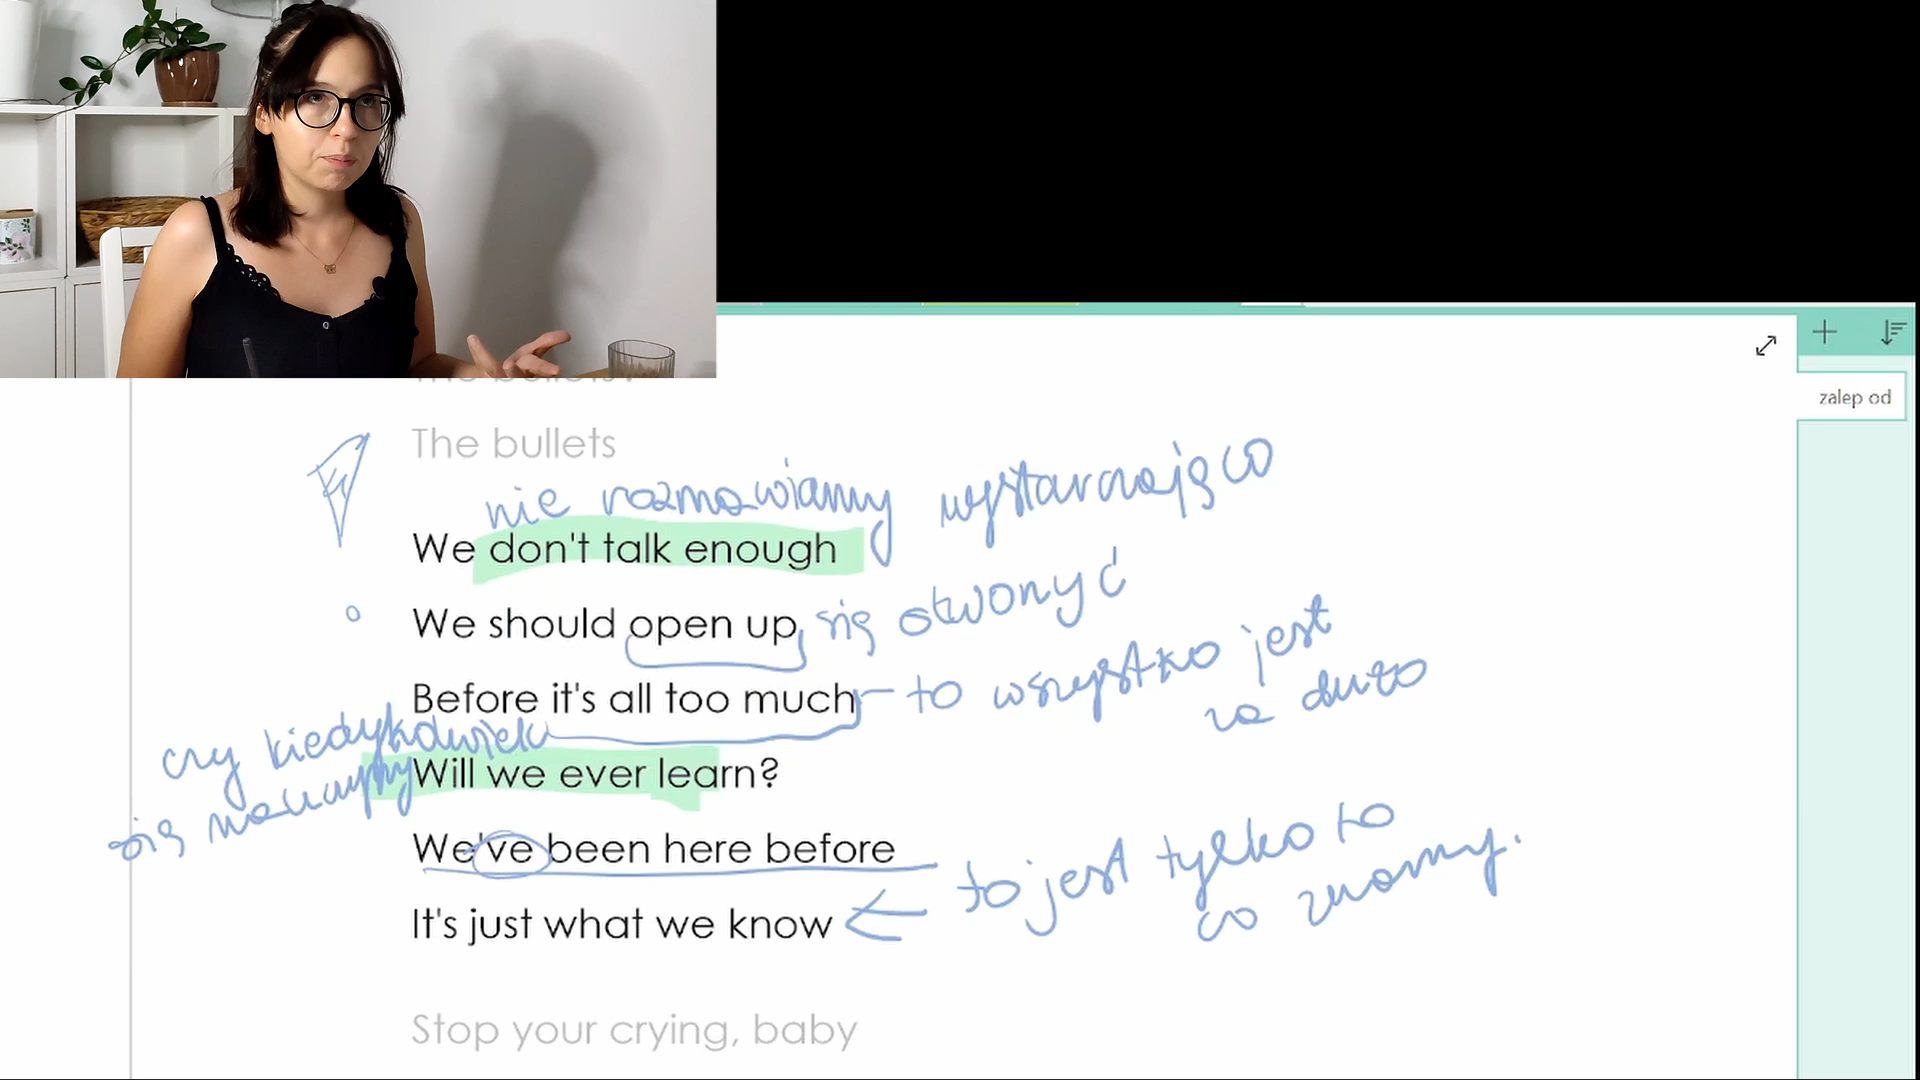 zalep od
The bullets
nie rozmawiamy wystarczająco
We don't talk enough
We should open up
się otworzyć
Before it's all too much
to wszystko jest
za dużo
czy kiedykolwiek
się nauczymy
Will we ever learn?
We've been here before
It's just what we know
to jest tylko to
co znamy.
Stop your crying, baby